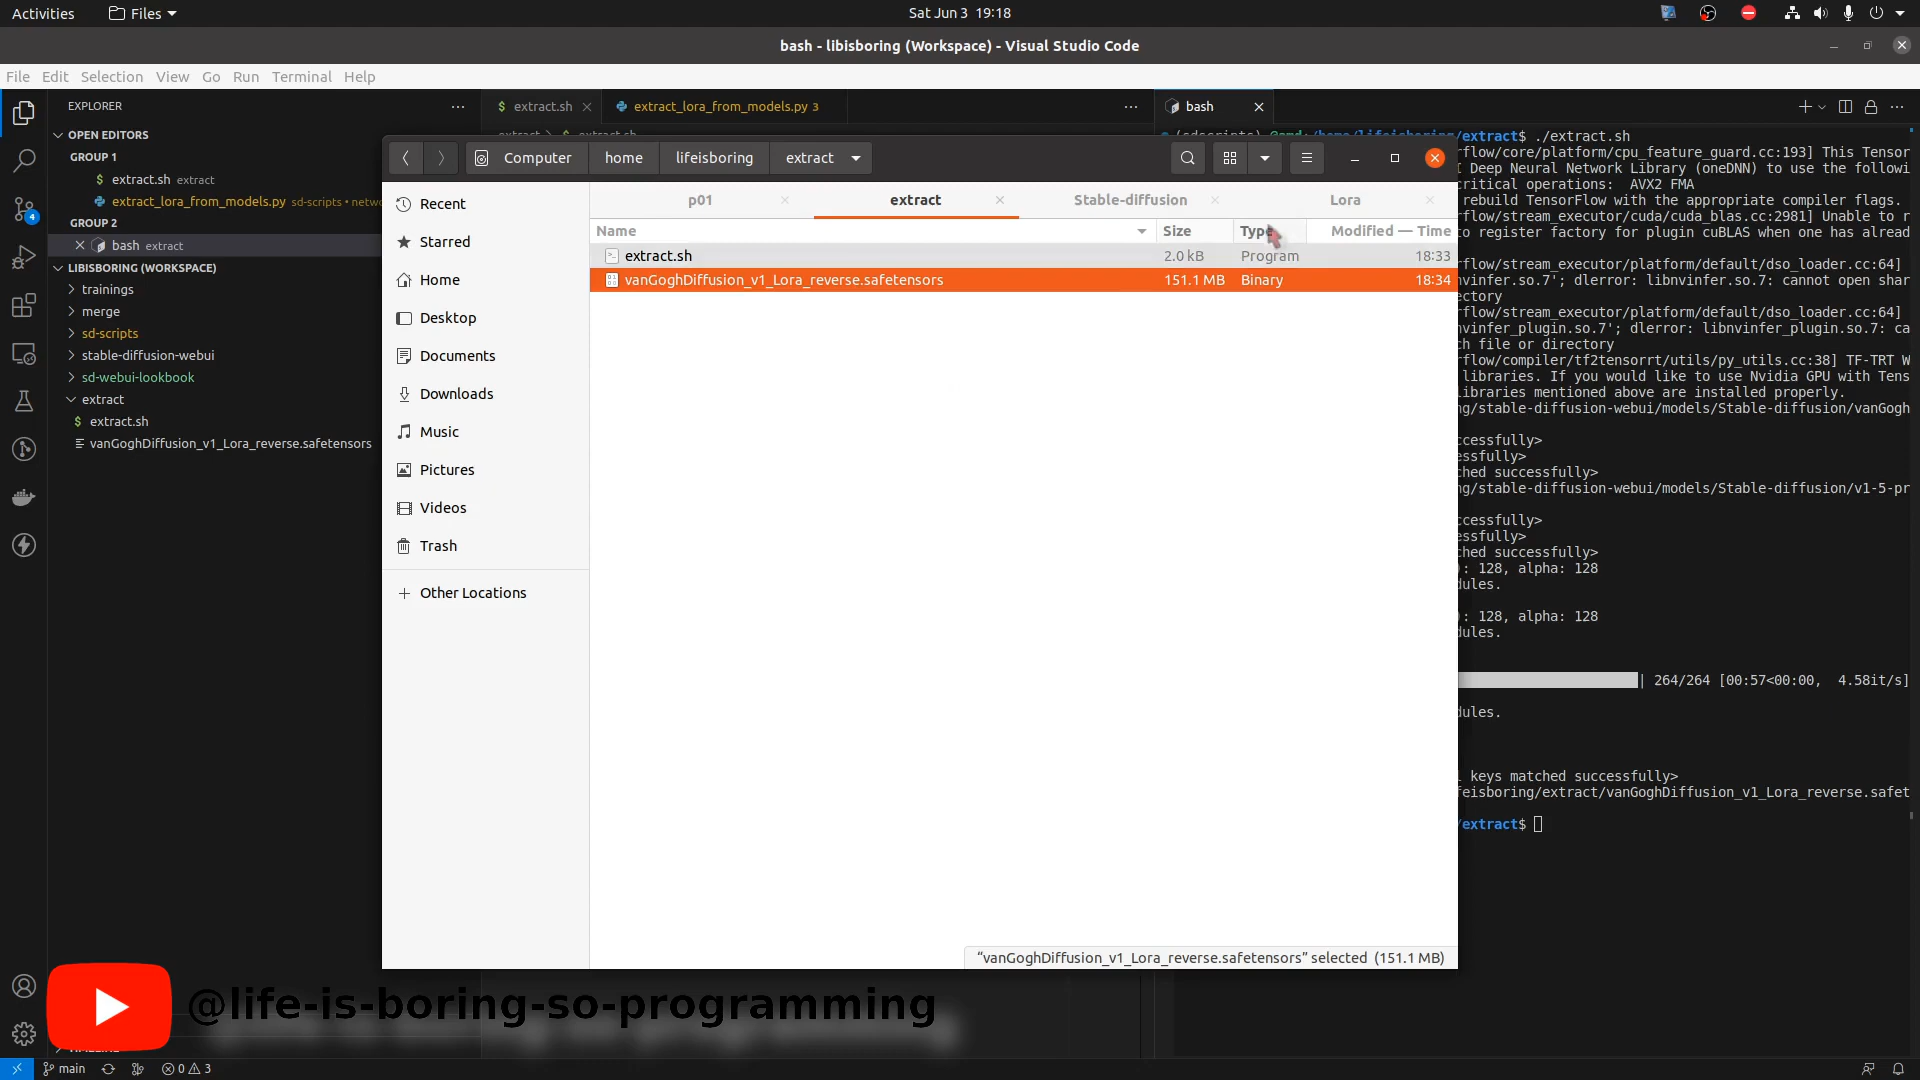 Activities
Files
Sat Jun 3 19:18
bash - libisboring (Workspace) - Visual Studio Code
File Edit Selection View Go Run Terminal Help
EXPLORER
OPEN EDITORS
GROUP 1
$ extract.sh extract
extract_lora_from_models.py sd-scripts • netwo
GROUP 2
bash extract
LIBISBORING (WORKSPACE)
trainings
merge
sd-scripts
stable-diffusion-webui
sd-webui-lookbook
extract
$ extract.sh
vanGoghDiffusion_v1_Lora_reverse.safetensors
4
$ extract.sh
extract_lora_from_models.py 3
bash
Computer home lifeisboring extract
Recent
Starred
Home
Desktop
Documents
Downloads
Music
Pictures
Videos
Trash
Other Locations
p01 extract Stable-diffusion Lora
Name Size Type Modified — Time
extract.sh 2.0 kB Program 18:33
vanGoghDiffusion_v1_Lora_reverse.safetensors 151.1 MB Binary 18:34
"vanGoghDiffusion_v1_Lora_reverse.safetensors" selected (151.1 MB)
/extract$ ./extract.sh
rflow/core/platform/cpu_feature_guard.cc:193] This Tensor
I Deep Neural Network Library (oneDNN) to use the followi
critical operations: AVX2 FMA
rebuild TensorFlow with the appropriate compiler flags.
rflow/stream_executor/cuda/cuda_blas.cc:2981] Unable to r
to register factory for plugin cuBLAS when one has alread
rflow/stream_executor/platform/default/dso_loader.cc:64]
nvinfer.so.7'; dlerror: libnvinfer.so.7: cannot open shar
ectory
rflow/stream_executor/platform/default/dso_loader.cc:64]
nvinfer_plugin.so.7'; dlerror: libnvinfer_plugin.so.7: ca
ch file or directory
rflow/compiler/tf2tensorrt/utils/py_utils.cc:38] TF-TRT W
libraries. If you would like to use Nvidia GPU with Tens
libraries mentioned above are installed properly.
ng/stable-diffusion-webui/models/Stable-diffusion/vanGogh
ccessfully>
essfully>
ched successfully>
ng/stable-diffusion-webui/models/Stable-diffusion/v1-5-pr
ccessfully>
essfully>
ched successfully>
): 128, alpha: 128
dules.
): 128, alpha: 128
dules.
| 264/264 [00:57<00:00, 4.58it/s]
dules.
l keys matched successfully>
feisboring/extract/vanGoghDiffusion_v1_Lora_reverse.safet
/extract$
@life-is-boring-so-programming
main
0 3